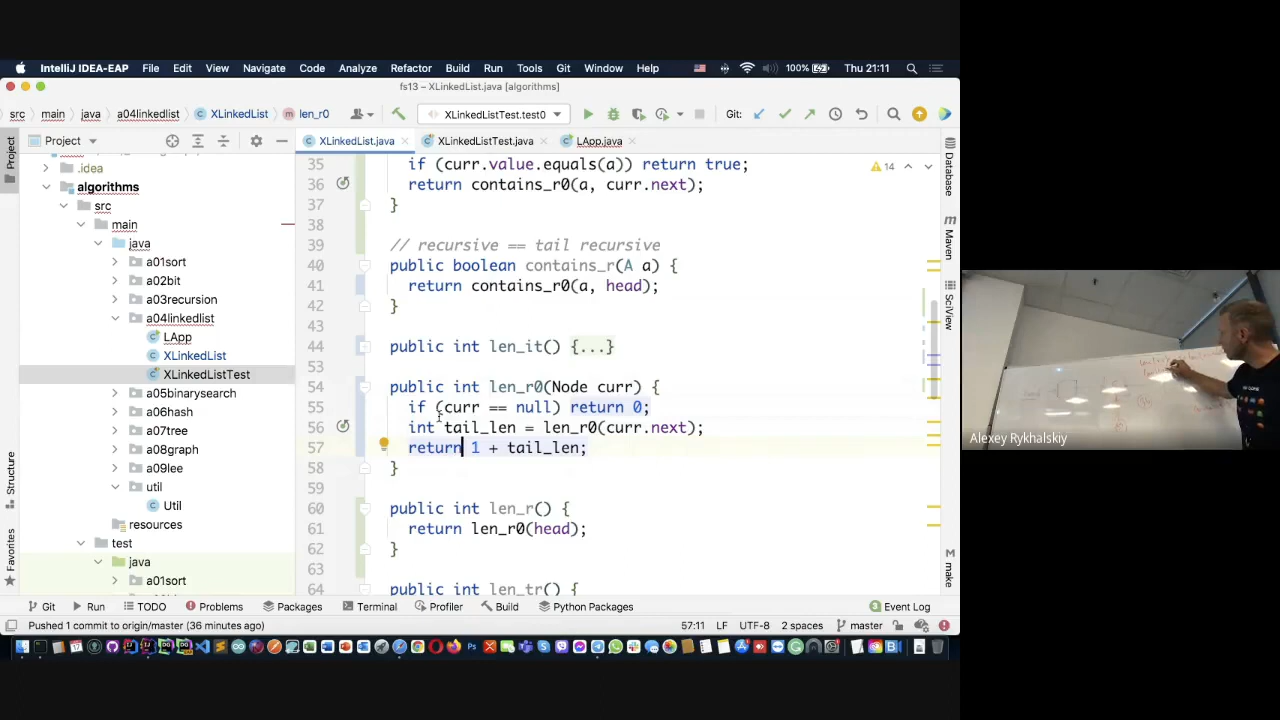 IntelliJ IDEA-EAP File Edit View Navigate Code Analyze Refactor Build Run Tools Git Window Help 100% Thu 21:11
fs13 – XLinkedList.java [algorithms]
src main java a04linkedlist XLinkedList len_r0 XLinkedListTest.test0 Git:
Project XLinkedList.java XLinkedListTest.java LApp.java
Project
Structure
Favorites
.idea
algorithms
src
main
java
a01sort
a02bit
a03recursion
a04linkedlist
LApp
XLinkedList
XLinkedListTest
a05binarysearch
a06hash
a07tree
a08graph
a09lee
util
Util
resources
test
java
a01sort
14
35 if (curr.value.equals(a)) return true;
36 return contains_r0(a, curr.next);
37 }
38
39 // recursive == tail recursive
40 public boolean contains_r(A a) {
41 return contains_r0(a, head);
42 }
43
44 public int len_it() {...}
53
54 public int len_r0(Node curr) {
55 if (curr == null) return 0;
56 int tail_len = len_r0(curr.next);
57 return 1 + tail_len;
58 }
59
60 public int len_r() {
61 return len_r0(head);
62 }
63
64 public int len_tr() {
Database
Maven
SciView
make
Git Run TODO Problems Packages Terminal Profiler Build Python Packages Event Log
Pushed 1 commit to origin/master (36 minutes ago) 57:11 LF UTF-8 2 spaces master
Alexey Rykhalskiy